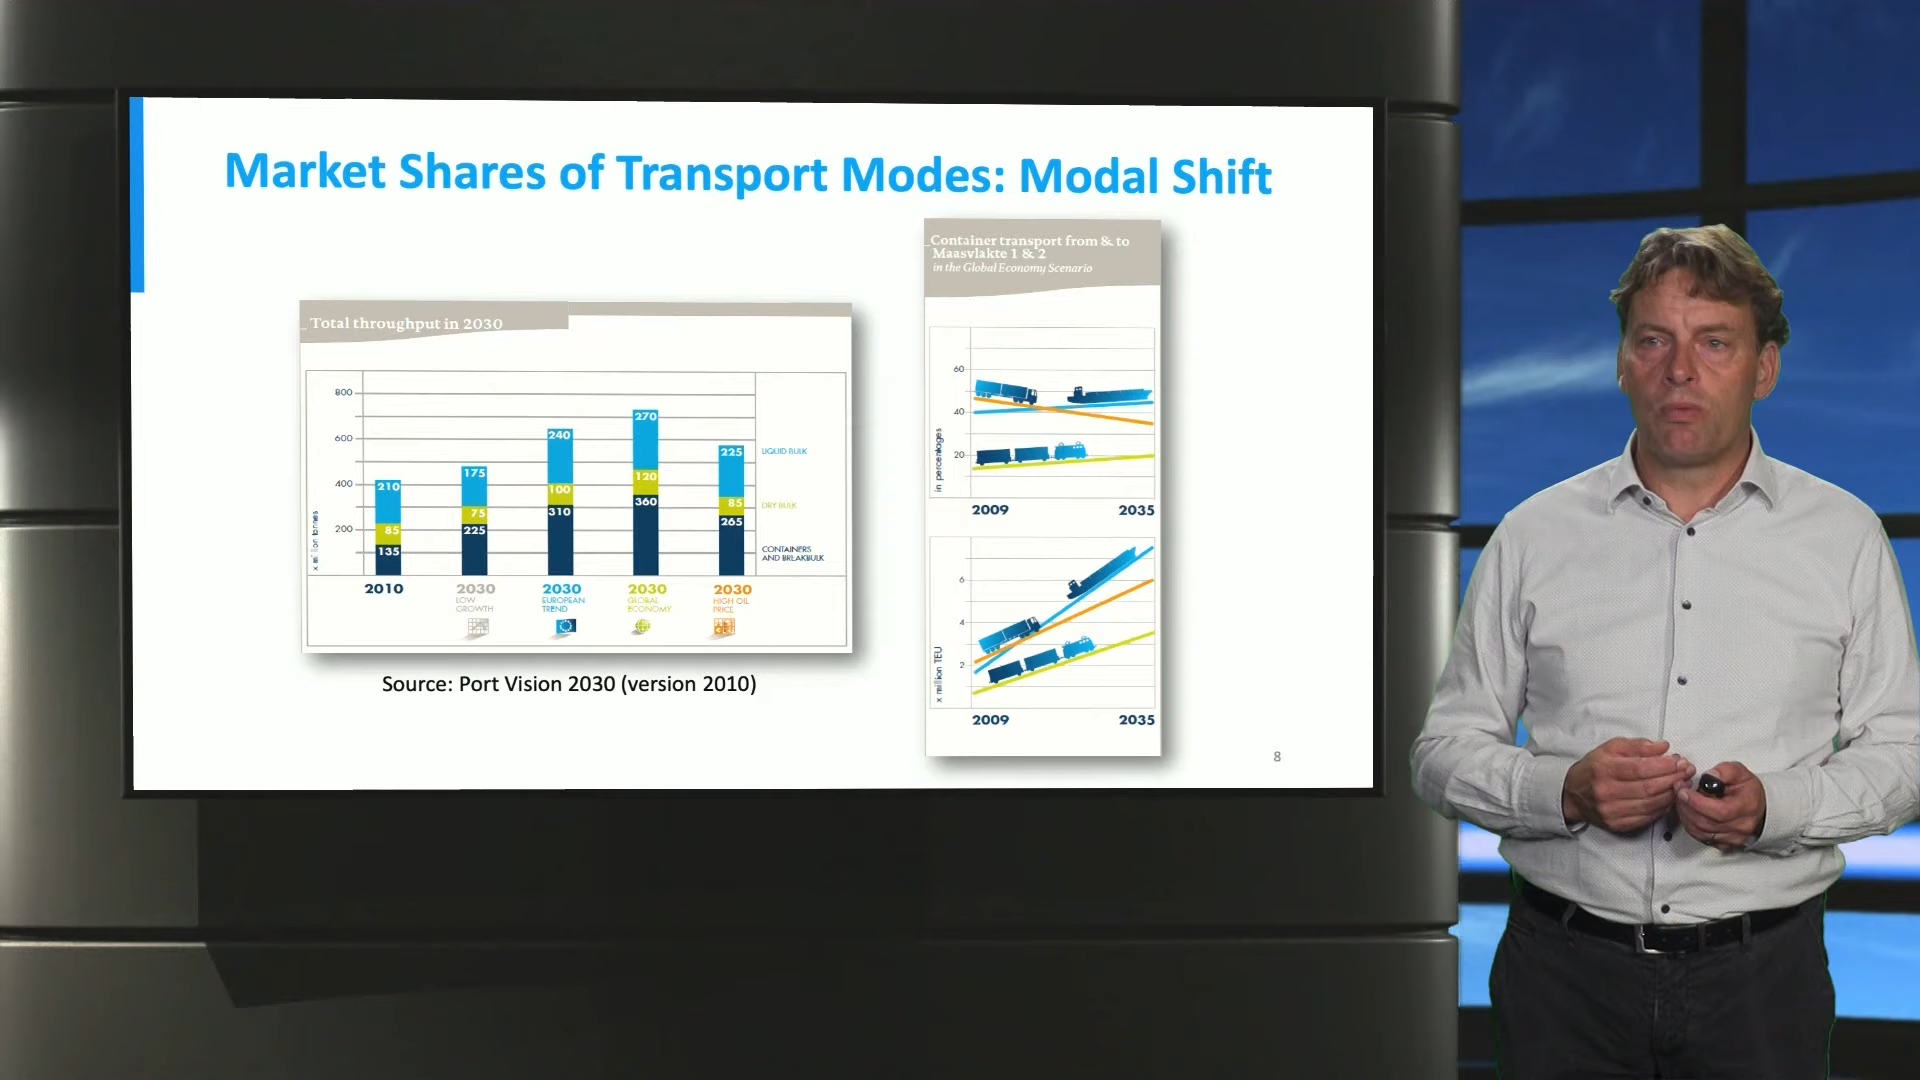 Market Shares of Transport Modes: Modal Shift
Total throughput in 2030
x million tonnes
800
600
400
200
210
85
135
175
75
225
240
100
310
270
120
360
225
85
265
LIQUID BULK
DRY BULK
CONTAINERS
AND BREAKBULK
2010
2030
LOW
GROWTH
2030
EUROPEAN
TREND
2030
GLOBAL
ECONOMY
2030
HIGH OIL
PRICE
Source: Port Vision 2030 (version 2010)
Container transport from & to
Maasvlakte 1 & 2
in the Global Economy Scenario
in percentages
60
40
20
2009
2035
x million TEU
6
4
2
2009
2035
8